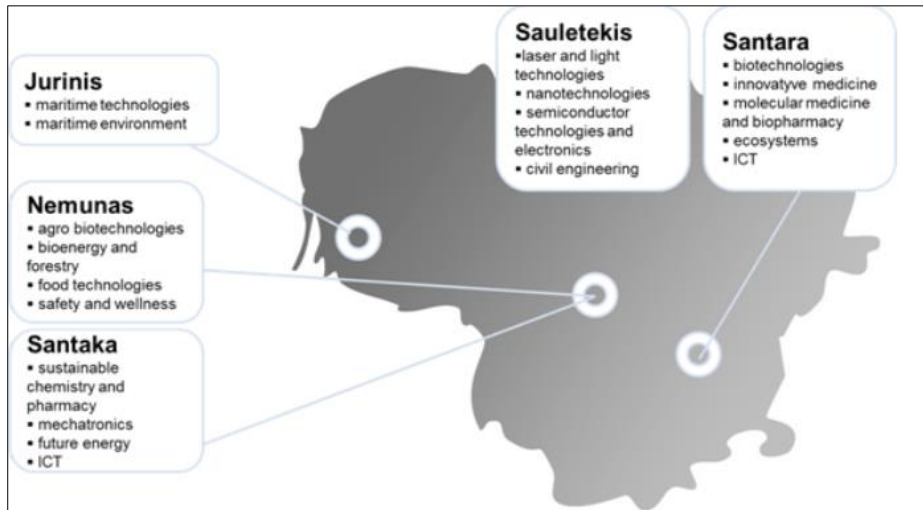 Jurinis
▪ maritime technologies
▪ maritime environment
Nemunas
▪ agro biotechnologies
▪ bioenergy and
forestry
▪ food technologies
▪ safety and wellness
Santaka
▪ sustainable
chemistry and
pharmacy
▪ mechatronics
▪ future energy
▪ ICT
Sauletekis
▪laser and light
technologies
▪ nanotechnologies
▪ semiconductor
technologies and
electronics
▪ civil engineering
Santara
▪ biotechnologies
▪ innovatyve medicine
▪ molecular medicine
and biopharmacy
▪ ecosystems
▪ ICT